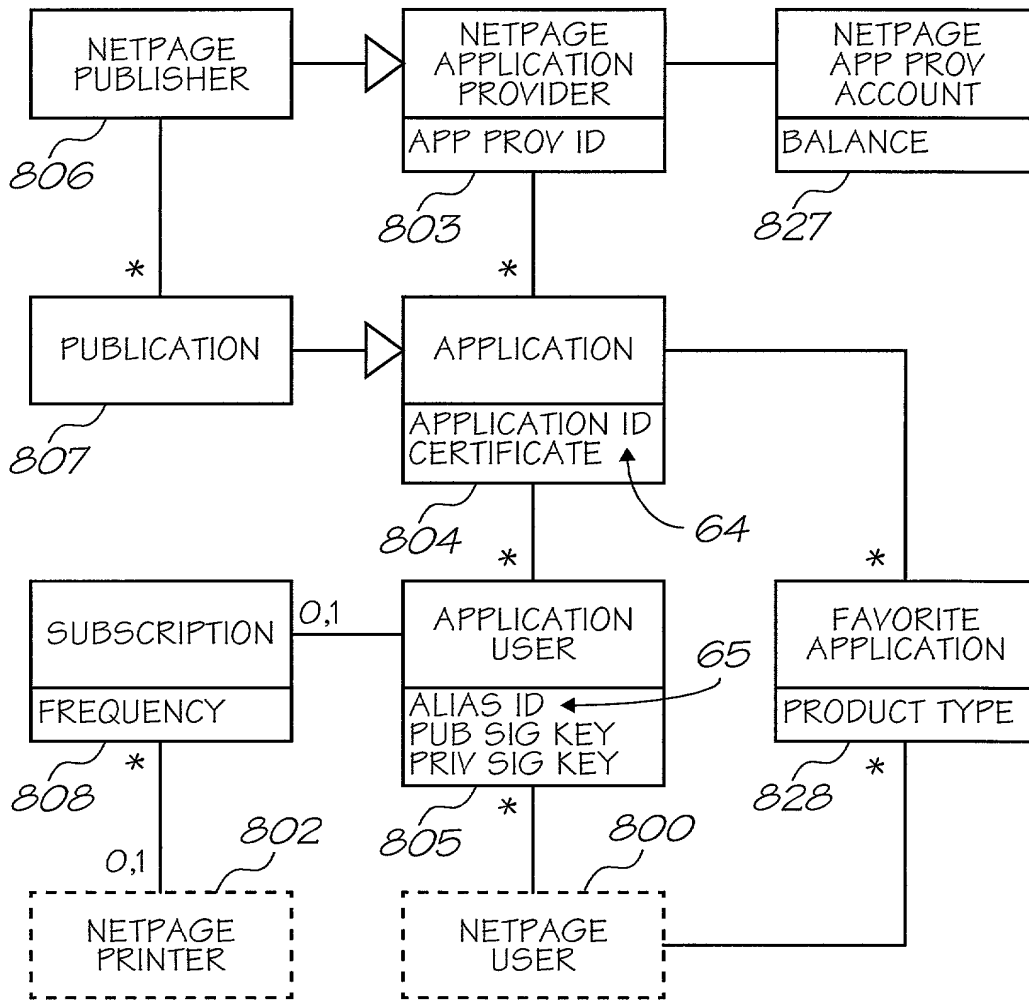 NETPAGE
PUBLISHER
806
NETPAGE
APPLICATION
PROVIDER
APP PROV ID
803
NETPAGE
APP PROV
ACCOUNT
BALANCE
827
*
*
PUBLICATION
807
APPLICATION
APPLICATION ID
CERTIFICATE
804
64
*
*
SUBSCRIPTION
FREQUENCY
808
0,1
APPLICATION
USER
ALIAS ID
PUB SIG KEY
PRIV SIG KEY
805
65
FAVORITE
APPLICATION
PRODUCT TYPE
828
*
*
*
0,1
802
NETPAGE
PRINTER
800
NETPAGE
USER